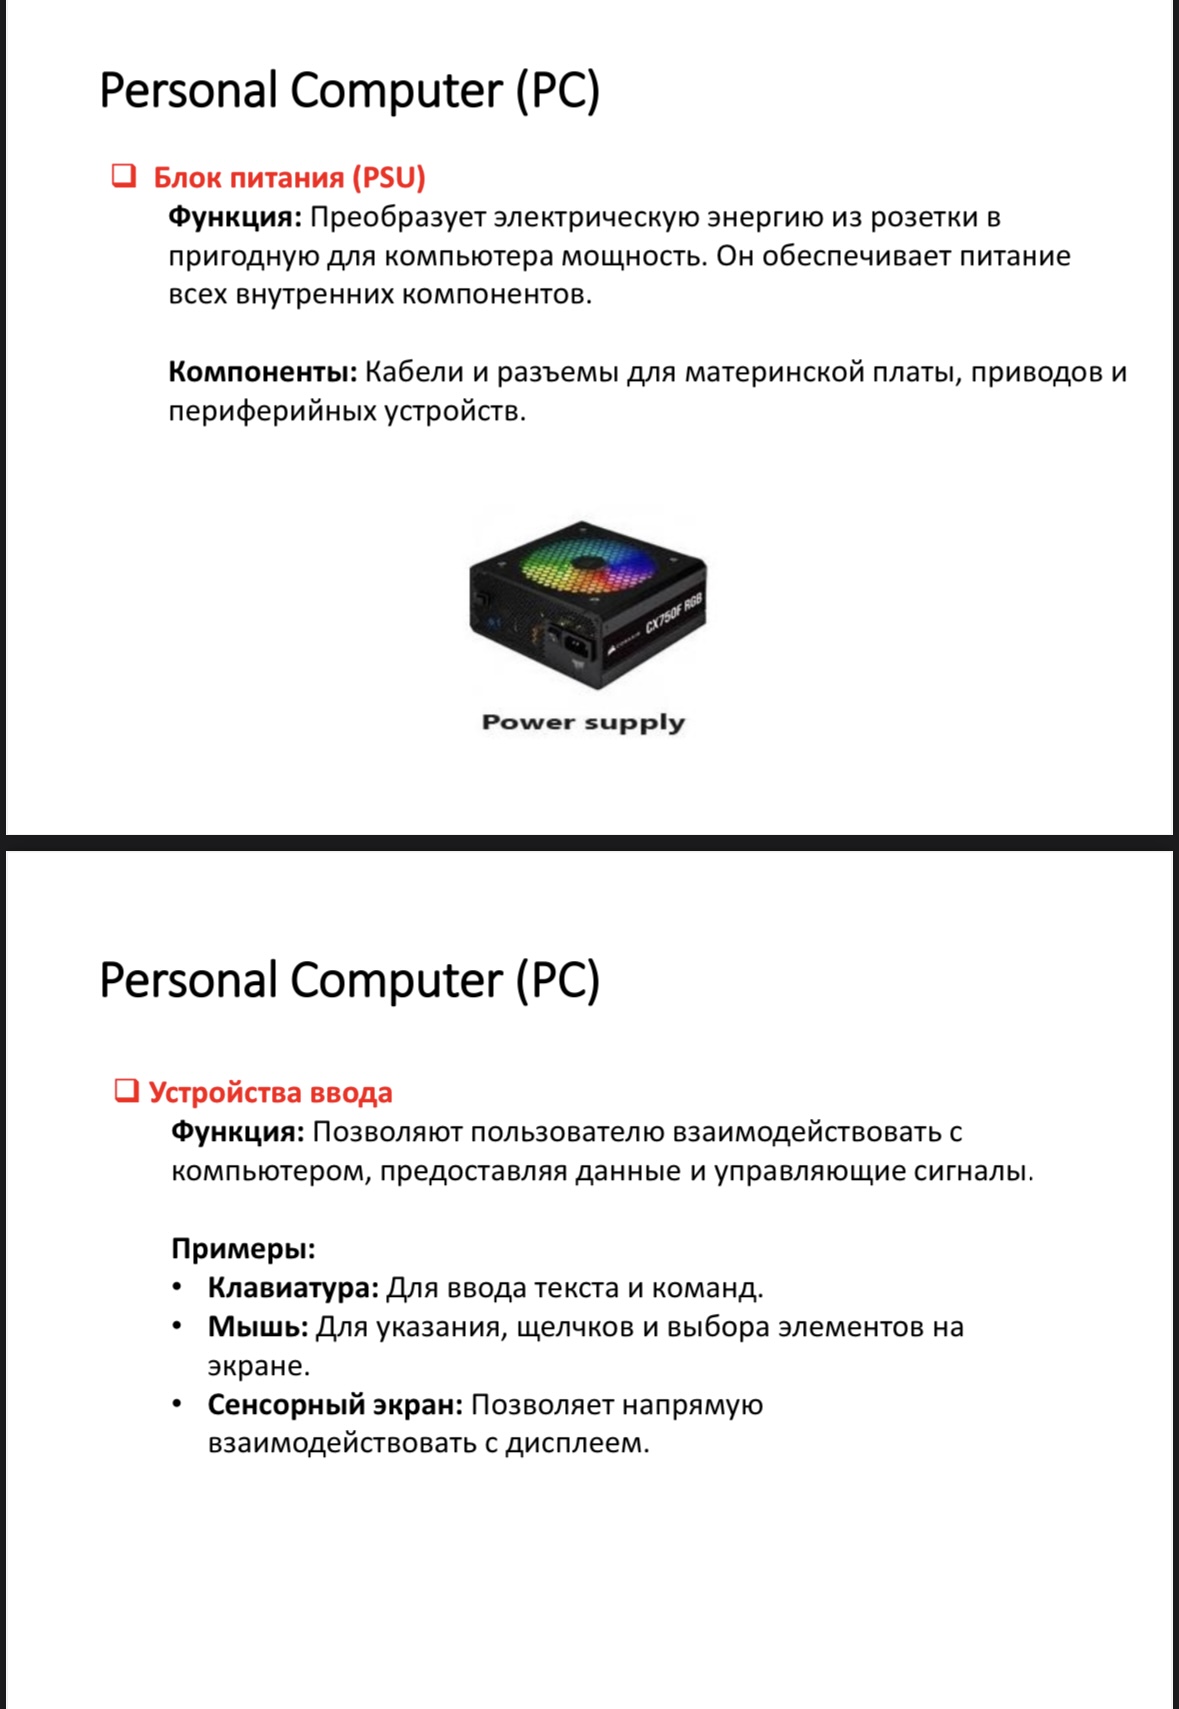 Personal Computer (PC)
Блок питания (PSU)
Функция: Преобразует электрическую энергию из розетки в
пригодную для компьютера мощность. Он обеспечивает питание
всех внутренних компонентов.
Компоненты: Кабели и разъемы для материнской платы, приводов и
периферийных устройств.
CORSAIR CX750F RGB
Power supply
Personal Computer (PC)
Устройства ввода
Функция: Позволяют пользователю взаимодействовать с
компьютером, предоставляя данные и управляющие сигналы.
Примеры:
• Клавиатура: Для ввода текста и команд.
• Мышь: Для указания, щелчков и выбора элементов на
экране.
• Сенсорный экран: Позволяет напрямую
взаимодействовать с дисплеем.